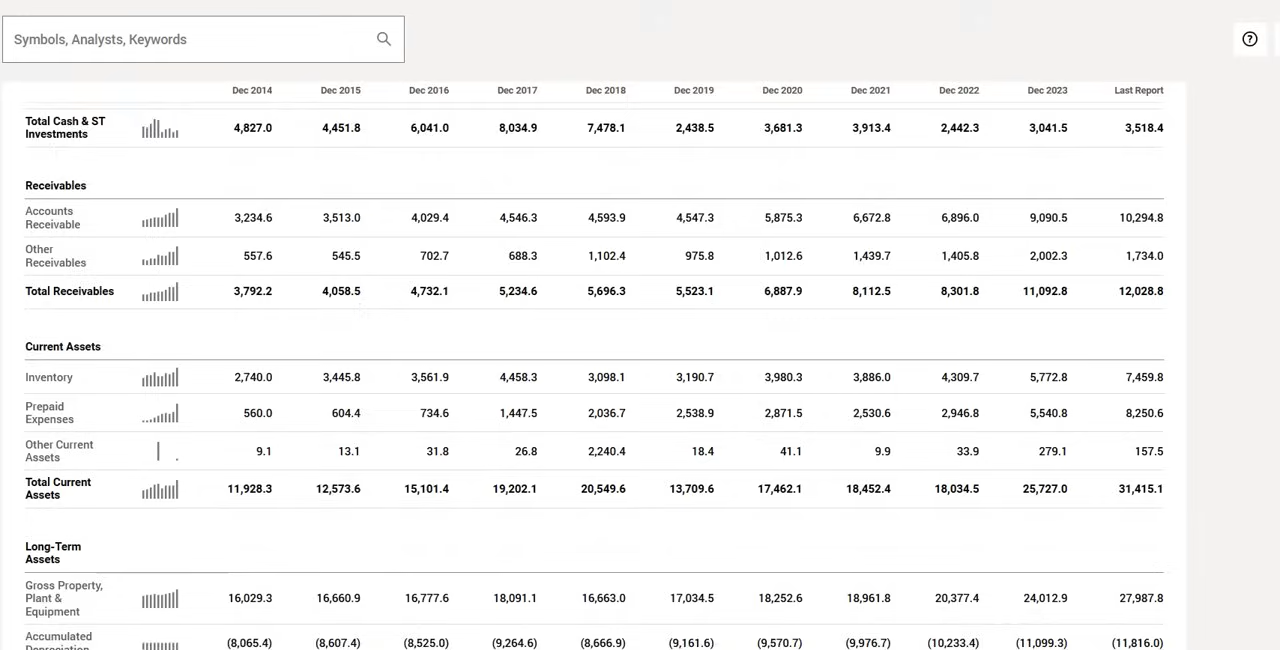 Symbols, Analysts, Keywords
Dec 2014 Dec 2015 Dec 2016 Dec 2017 Dec 2018 Dec 2019 Dec 2020 Dec 2021 Dec 2022 Dec 2023 Last Report
Total Cash & ST
Investments 4,827.0 4,451.8 6,041.0 8,034.9 7,478.1 2,438.5 3,681.3 3,913.4 2,442.3 3,041.5 3,518.4
Receivables
Accounts
Receivable 3,234.6 3,513.0 4,029.4 4,546.3 4,593.9 4,547.3 5,875.3 6,672.8 6,896.0 9,090.5 10,294.8
Other
Receivables 557.6 545.5 702.7 688.3 1,102.4 975.8 1,012.6 1,439.7 1,405.8 2,002.3 1,734.0
Total Receivables 3,792.2 4,058.5 4,732.1 5,234.6 5,696.3 5,523.1 6,887.9 8,112.5 8,301.8 11,092.8 12,028.8
Current Assets
Inventory 2,740.0 3,445.8 3,561.9 4,458.3 3,098.1 3,190.7 3,980.3 3,886.0 4,309.7 5,772.8 7,459.8
Prepaid
Expenses 560.0 604.4 734.6 1,447.5 2,036.7 2,538.9 2,871.5 2,530.6 2,946.8 5,540.8 8,250.6
Other Current
Assets 9.1 13.1 31.8 26.8 2,240.4 18.4 41.1 9.9 33.9 279.1 157.5
Total Current
Assets 11,928.3 12,573.6 15,101.4 19,202.1 20,549.6 13,709.6 17,462.1 18,452.4 18,034.5 25,727.0 31,415.1
Long-Term
Assets
Gross Property,
Plant &
Equipment 16,029.3 16,660.9 16,777.6 18,091.1 16,663.0 17,034.5 18,252.6 18,961.8 20,377.4 24,012.9 27,987.8
Accumulated
Depreciation (8,065.4) (8,607.4) (8,525.0) (9,264.6) (8,666.9) (9,161.6) (9,570.7) (9,976.7) (10,233.4) (11,099.3) (11,816.0)